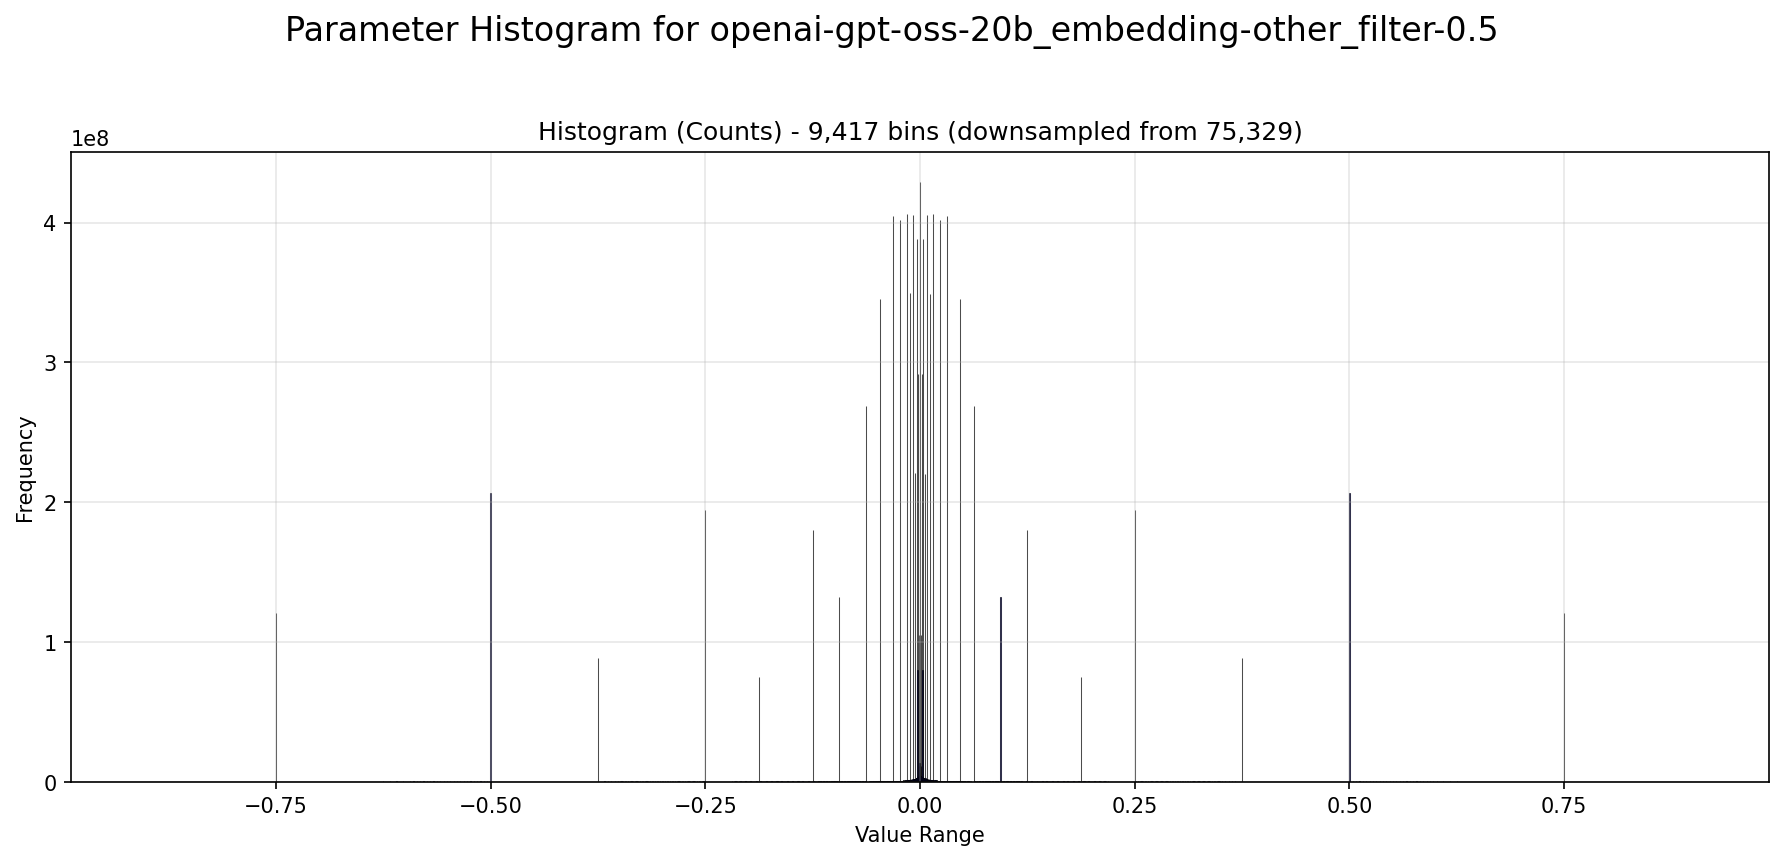 Parameter Histogram for openai-gpt-oss-20b_embedding-other_filter-0.5
Histogram (Counts) - 9,417 bins (downsampled from 75,329)
1e8
4
3
2
1
0
Frequency
−0.75
−0.50
−0.25
0.00
0.25
0.50
0.75
Value Range